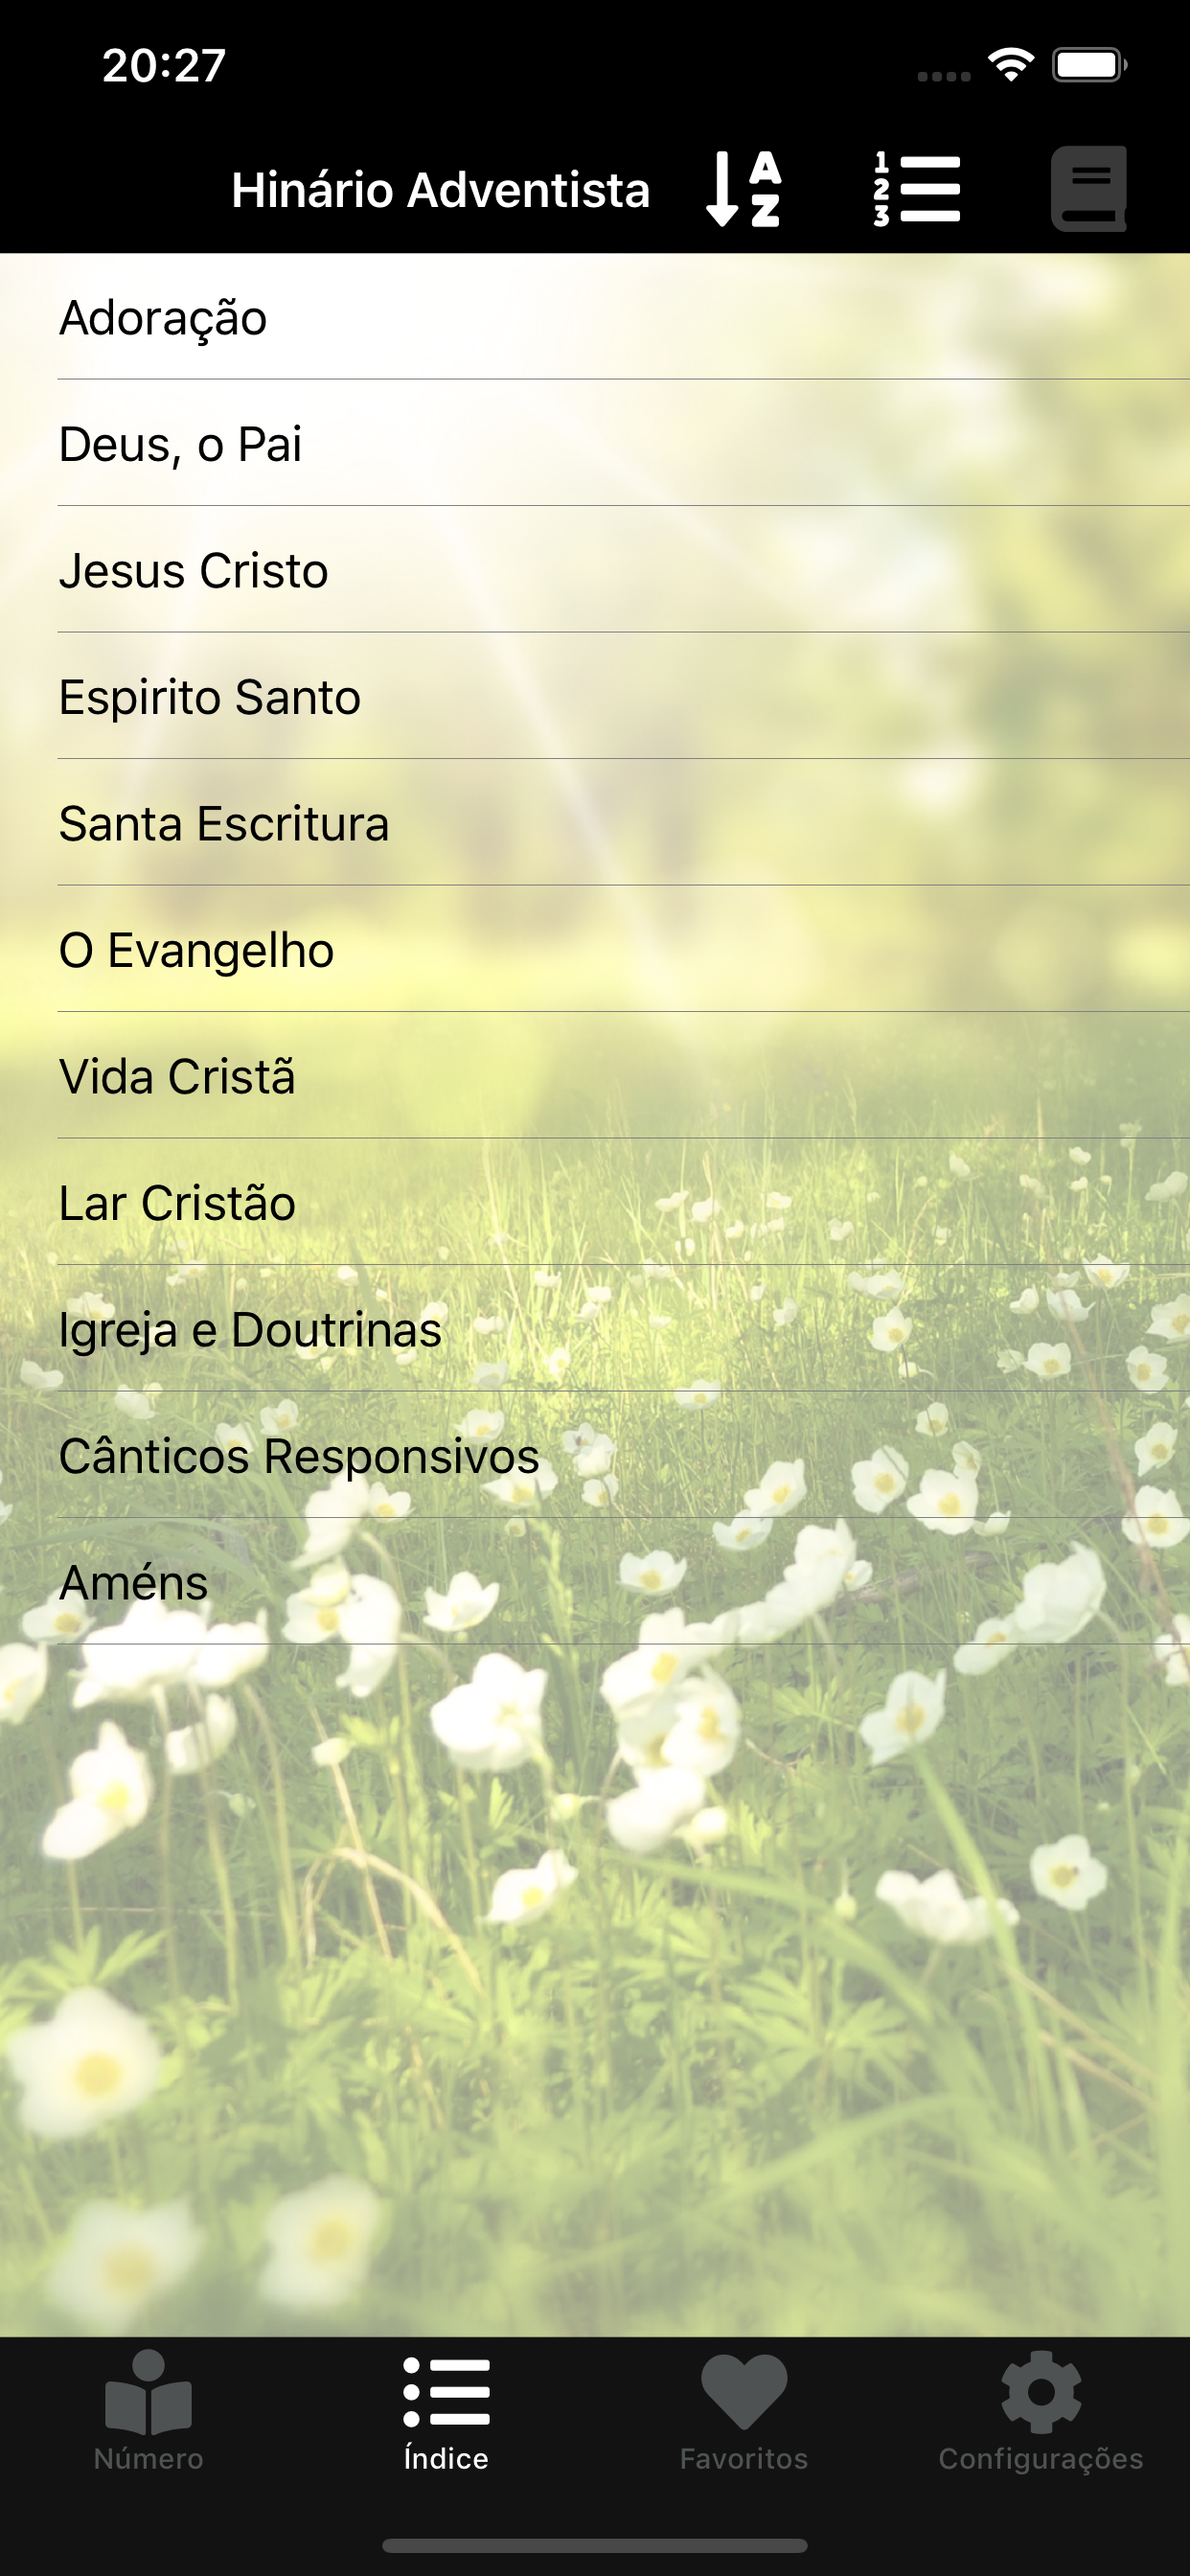 20:27
Hinário Adventista
A
Z
1
2
3
Adoração
Deus, o Pai
Jesus Cristo
Espirito Santo
Santa Escritura
O Evangelho
Vida Cristã
Lar Cristão
Igreja e Doutrinas
Cânticos Responsivos
Améns
Número
Índice
Favoritos
Configurações